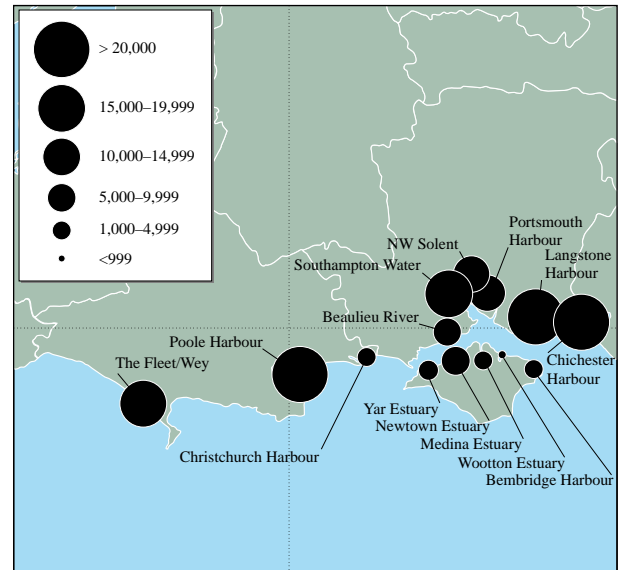 > 20,000
15,000–19,999
10,000–14,999
5,000–9,999
1,000–4,999
<999
Portsmouth
Harbour
NW Solent
Langstone
Harbour
Southampton Water
Beaulieu River
Poole Harbour
The Fleet/Wey
Chichester
Harbour
Yar Estuary
Newtown Estuary
Medina Estuary
Christchurch Harbour
Wootton Estuary
Bembridge Harbour